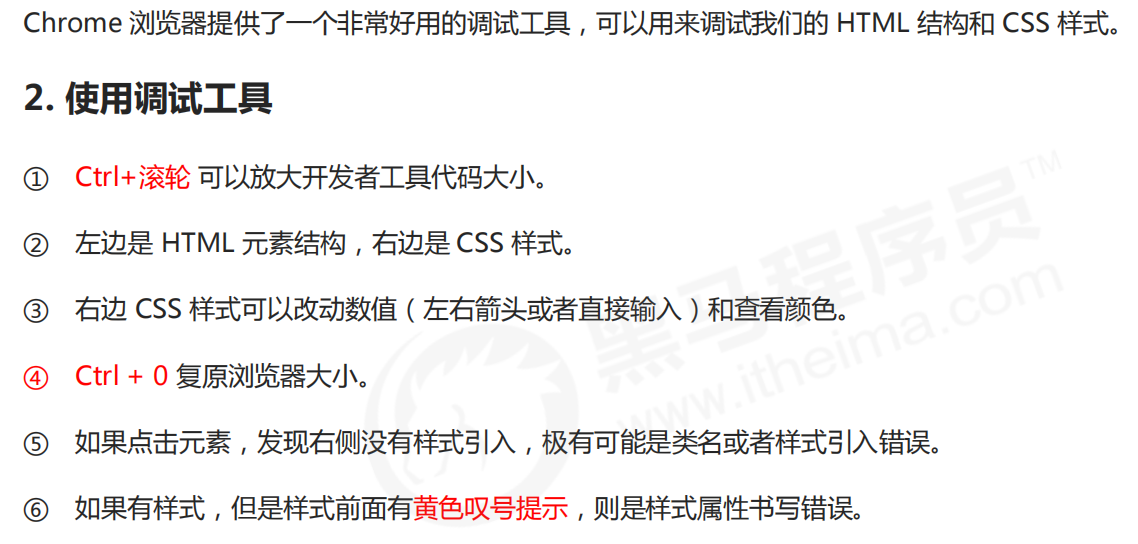 Chrome 浏览器提供了一个非常好用的调试工具，可以用来调试我们的 HTML 结构和 CSS 样式。
2. 使用调试工具
① Ctrl+滚轮 可以放大开发者工具代码大小。
② 左边是 HTML 元素结构，右边是 CSS 样式。
③ 右边 CSS 样式可以改动数值（左右箭头或者直接输入）和查看颜色。
④ Ctrl + 0 复原浏览器大小。
⑤ 如果点击元素，发现右侧没有样式引入，极有可能是类名或者样式引入错误。
⑥ 如果有样式，但是样式前面有黄色叹号提示，则是样式属性书写错误。
黑马程序员™
www.itheima.com